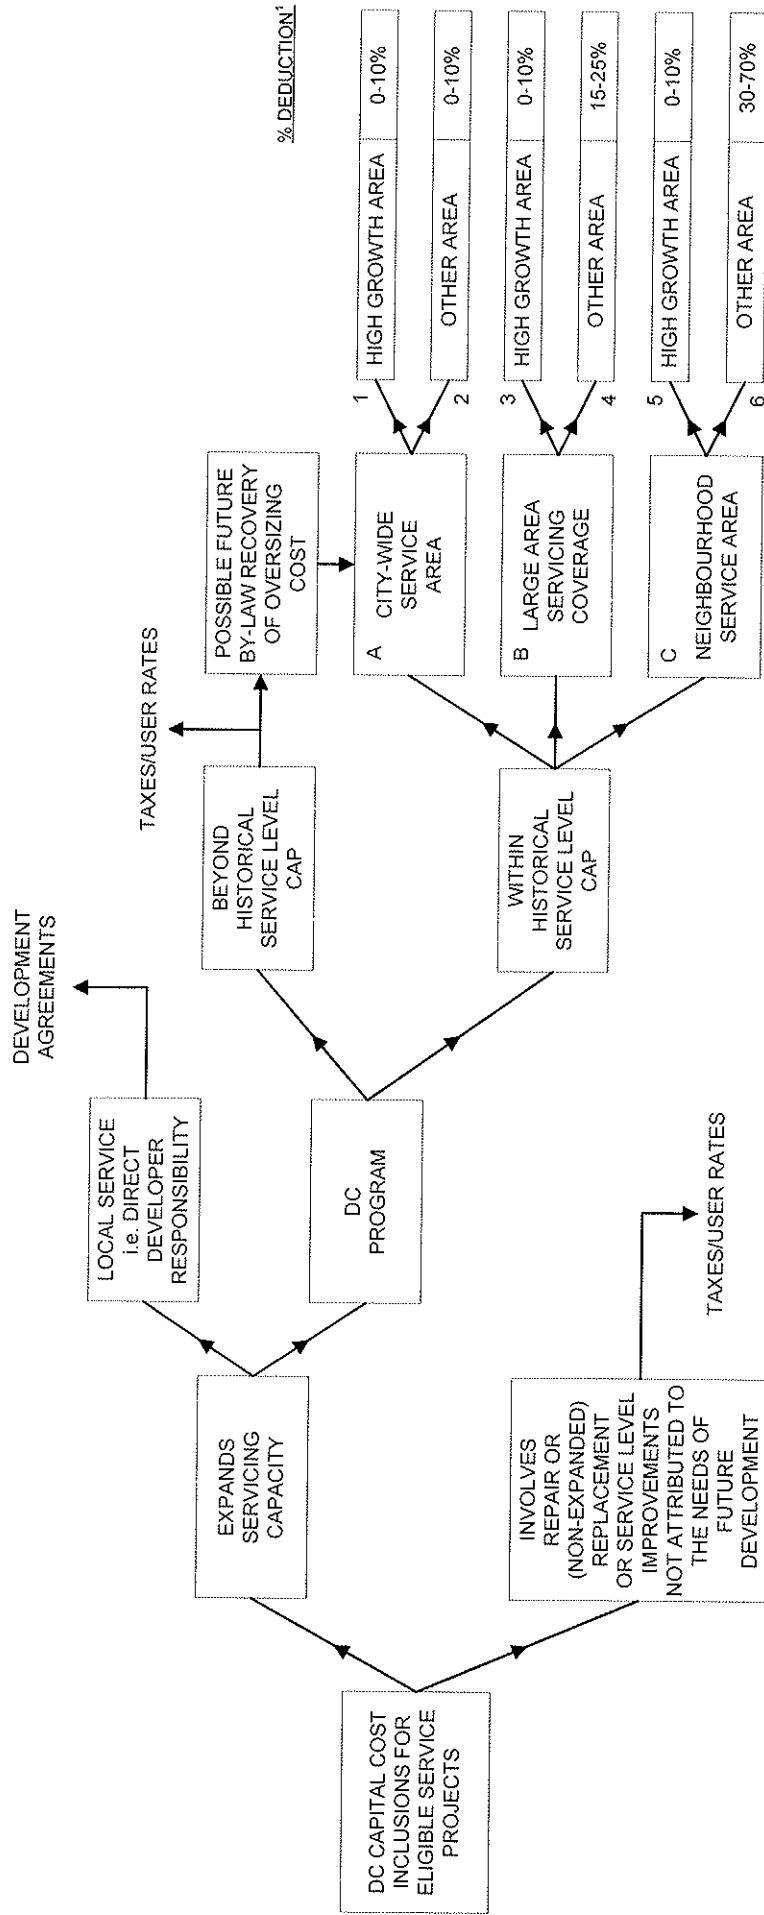 DC CAPITAL COST
INCLUSIONS FOR
ELIGIBLE SERVICE
PROJECTS
EXPANDS
SERVICING
CAPACITY
INVOLVES
REPAIR OR
(NON-EXPANDED)
REPLACEMENT
OR SERVICE LEVEL
IMPROVEMENTS
NOT ATTRIBUTED TO
THE NEEDS OF
FUTURE
DEVELOPMENT
TAXES/USER RATES
LOCAL SERVICE
i.e. DIRECT
DEVELOPER
RESPONSIBILITY
DEVELOPMENT
AGREEMENTS
DC
PROGRAM
BEYOND
HISTORICAL
SERVICE LEVEL
CAP
TAXES/USER RATES
WITHIN
HISTORICAL
SERVICE LEVEL
CAP
POSSIBLE FUTURE
BY-LAW RECOVERY
OF OVERSIZING
COST
A
CITY-WIDE
SERVICE
AREA
B
LARGE AREA
SERVICING
COVERAGE
C
NEIGHBOURHOOD
SERVICE AREA
% DEDUCTION¹
1 HIGH GROWTH AREA 0-10%
2 OTHER AREA 0-10%
3 HIGH GROWTH AREA 0-10%
4 OTHER AREA 15-25%
5 HIGH GROWTH AREA 0-10%
6 OTHER AREA 30-70%